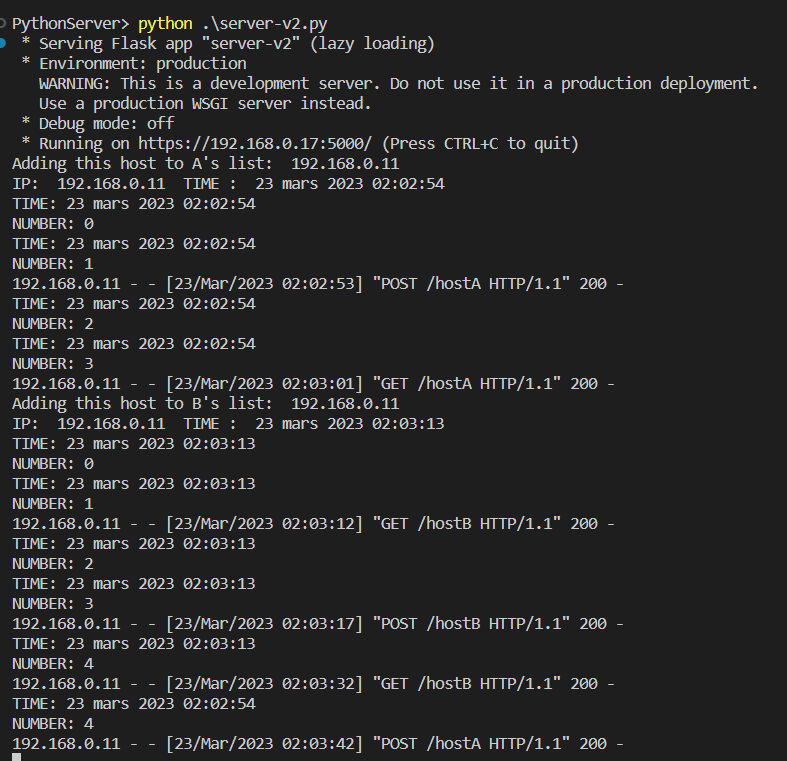 PythonServer> python .\server-v2.py
 * Serving Flask app "server-v2" (lazy loading)
 * Environment: production
   WARNING: This is a development server. Do not use it in a production deployment.
   Use a production WSGI server instead.
 * Debug mode: off
 * Running on https://192.168.0.17:5000/ (Press CTRL+C to quit)
Adding this host to A's list:  192.168.0.11
IP:  192.168.0.11  TIME :  23 mars 2023 02:02:54
TIME: 23 mars 2023 02:02:54
NUMBER: 0
TIME: 23 mars 2023 02:02:54
NUMBER: 1
192.168.0.11 - - [23/Mar/2023 02:02:53] "POST /hostA HTTP/1.1" 200 -
TIME: 23 mars 2023 02:02:54
NUMBER: 2
TIME: 23 mars 2023 02:02:54
NUMBER: 3
192.168.0.11 - - [23/Mar/2023 02:03:01] "GET /hostA HTTP/1.1" 200 -
Adding this host to B's list:  192.168.0.11
IP:  192.168.0.11  TIME :  23 mars 2023 02:03:13
TIME: 23 mars 2023 02:03:13
NUMBER: 0
TIME: 23 mars 2023 02:03:13
NUMBER: 1
192.168.0.11 - - [23/Mar/2023 02:03:12] "GET /hostB HTTP/1.1" 200 -
TIME: 23 mars 2023 02:03:13
NUMBER: 2
TIME: 23 mars 2023 02:03:13
NUMBER: 3
192.168.0.11 - - [23/Mar/2023 02:03:17] "POST /hostB HTTP/1.1" 200 -
TIME: 23 mars 2023 02:03:13
NUMBER: 4
192.168.0.11 - - [23/Mar/2023 02:03:32] "GET /hostB HTTP/1.1" 200 -
TIME: 23 mars 2023 02:02:54
NUMBER: 4
192.168.0.11 - - [23/Mar/2023 02:03:42] "POST /hostA HTTP/1.1" 200 -